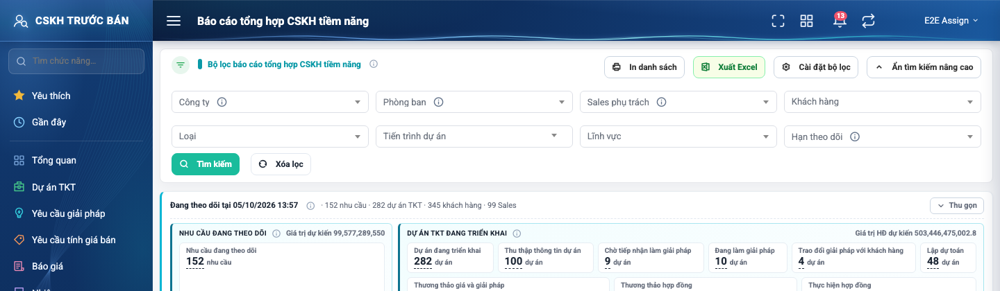 CSKH TRƯỚC BÁN
Báo cáo tổng hợp CSKH tiềm năng
13
E2E Assign
Tìm chức năng...
Yêu thích
Gần đây
Tổng quan
Dự án TKT
Yêu cầu giải pháp
Yêu cầu tính giá bán
Báo giá
Bộ lọc báo cáo tổng hợp CSKH tiềm năng
In danh sách
Xuất Excel
Cài đặt bộ lọc
Ẩn tìm kiếm nâng cao
Công ty
Phòng ban
Sales phụ trách
Khách hàng
Loại
Tiến trình dự án
Lĩnh vực
Hạn theo dõi
Tìm kiếm
Xóa lọc
Đang theo dõi tại 05/10/2026 13:57 · 152 nhu cầu · 282 dự án TKT · 345 khách hàng · 99 Sales
Thu gọn
NHU CẦU ĐANG THEO DÕI
Giá trị dự kiến 99,577,289,550
Nhu cầu đang theo dõi
152 nhu cầu
DỰ ÁN TKT ĐANG TRIỂN KHAI
Giá trị HĐ dự kiến 503,446,475,002.8
Dự án đang triển khai
282 dự án
Thu thập thông tin dự án
100 dự án
Chờ tiếp nhận làm giải pháp
9 dự án
Đang làm giải pháp
10 dự án
Trao đổi giải pháp với khách hàng
4 dự án
Lập dự toán
48 dự án
Thương thảo giá và giải pháp
Thương thảo hợp đồng
Thực hiện hợp đồng